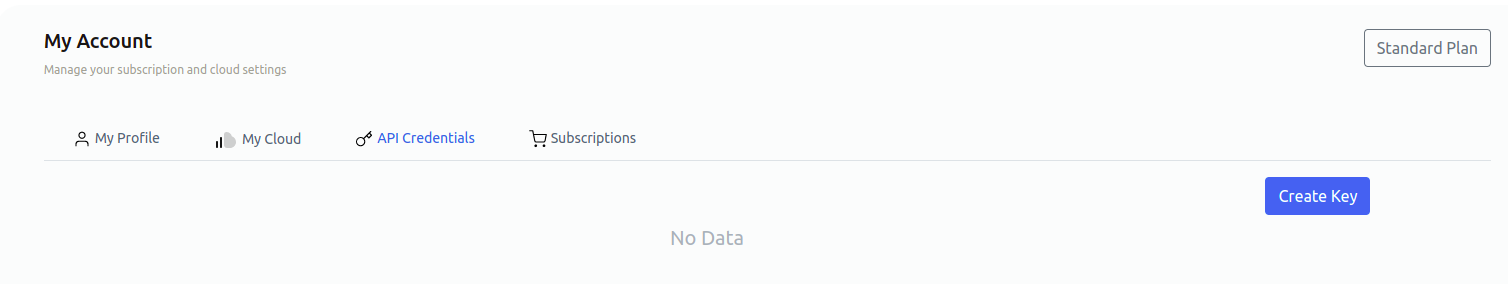 My Account
Standard Plan
Manage your subscription and cloud settings
My Profile My Cloud API Credentials Subscriptions
Create Key
No Data